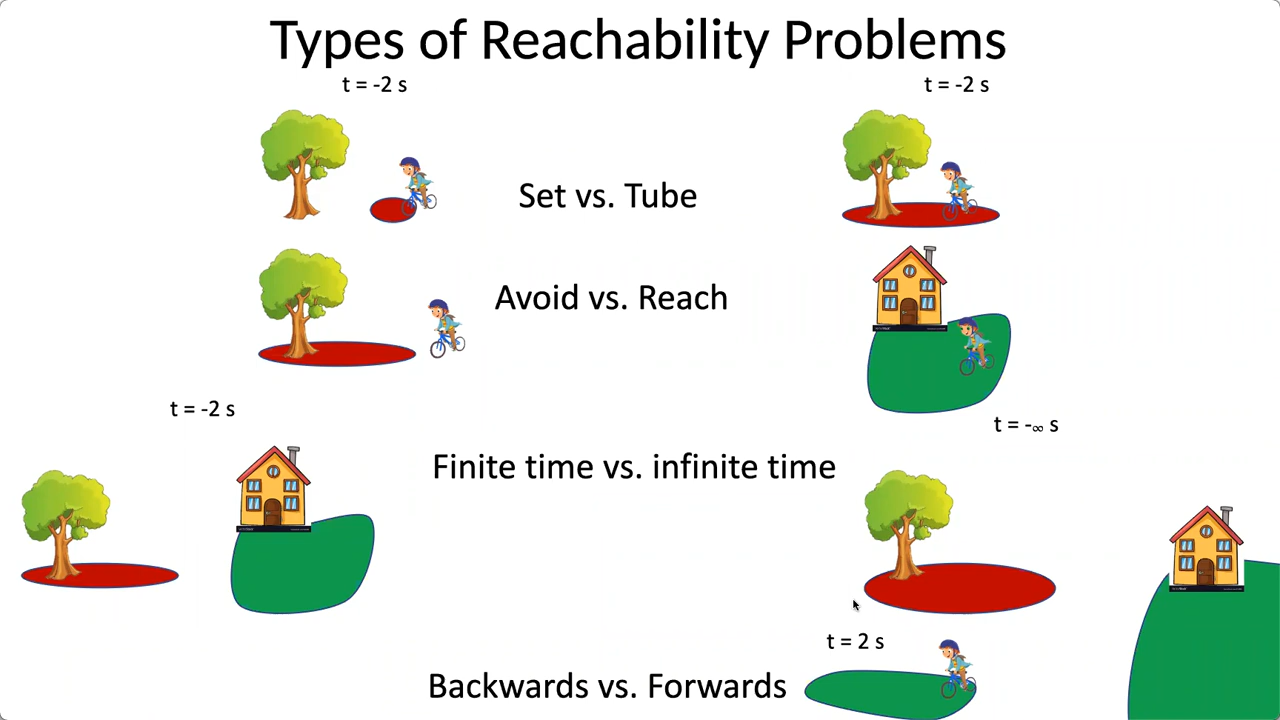 Types of Reachability Problems
t = -2 s
t = -2 s
Set vs. Tube
Avoid vs. Reach
t = -2 s
t = -∞ s
Finite time vs. infinite time
t = 2 s
Backwards vs. Forwards